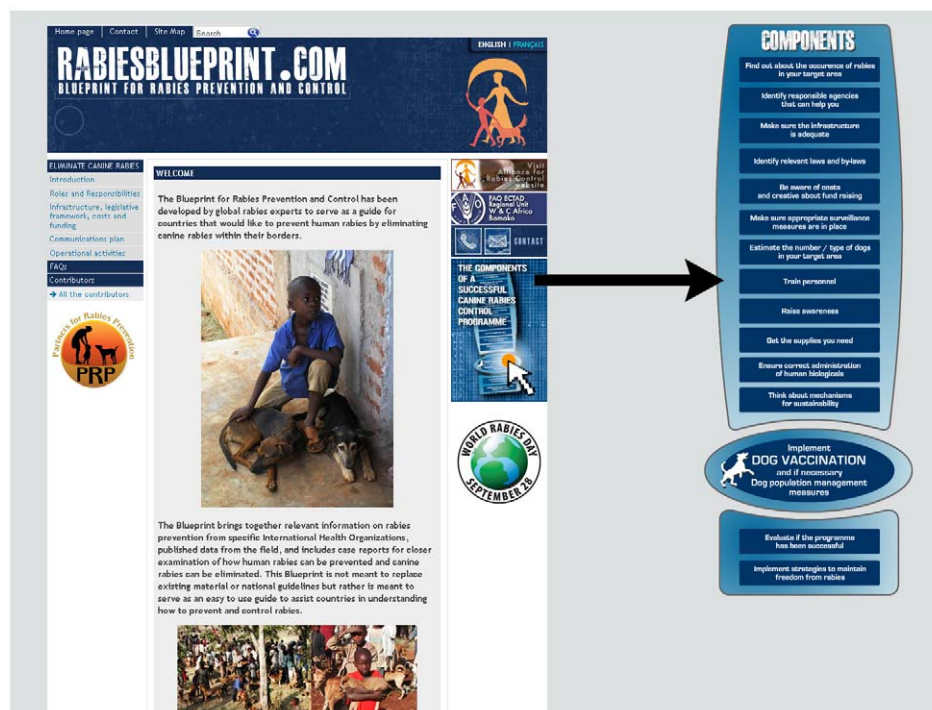 Home page
Contact
Site Map
Search
ENGLISH | FRANÇAIS
RABIESBLUEPRINT.COM
BLUEPRINT FOR RABIES PREVENTION AND CONTROL
ELIMINATE CANINE RABIES
Introduction
Roles and Responsibilities
Infrastructure, legislative
framework, costs and
funding
Communications plan
Operational activities
FAQs
Contributors
All the contributors
Partners for Rabies Prevention
PRP
WELCOME
The Blueprint for Rabies Prevention and Control has been
developed by global rabies experts to serve as a guide for
countries that would like to prevent human rabies by eliminating
canine rabies within their borders.
The Blueprint brings together relevant information on rabies
prevention from specific International Health Organizations,
published data from the field, and includes case reports for closer
examination of how human rabies can be prevented and canine
rabies can be eliminated. This Blueprint is not meant to replace
existing material or national guidelines but rather is meant to
serve as an easy to use guide to assist countries in understanding
how to prevent and control rabies.
Visit
Alliance for
Rabies Control
website
FAO
FAO ECTAD
Regional Unit
W & C Africa
Bamako
CONTACT
THE COMPONENTS
OF A
SUCCESSFUL
CANINE RABIES
CONTROL
PROGRAMME
WORLD RABIES DAY
SEPTEMBER 28
COMPONENTS
Find out about the occurence of rabies
in your target area
Identify responsible agencies
that can help you
Make sure the infrastructure
is adequate
Identify relevant laws and by-laws
Be aware of costs
and creative about fund raising
Make sure appropriate surveillance
measures are in place
Estimate the number / type of dogs
in your target area
Train personnel
Raise awareness
Get the supplies you need
Ensure correct administration
of human biologicals
Think about mechanisms
for sustainability
Implement
DOG VACCINATION
and if necessary
Dog population management
measures
Evaluate if the programme
has been successful
Implement strategies to maintain
freedom from rabies